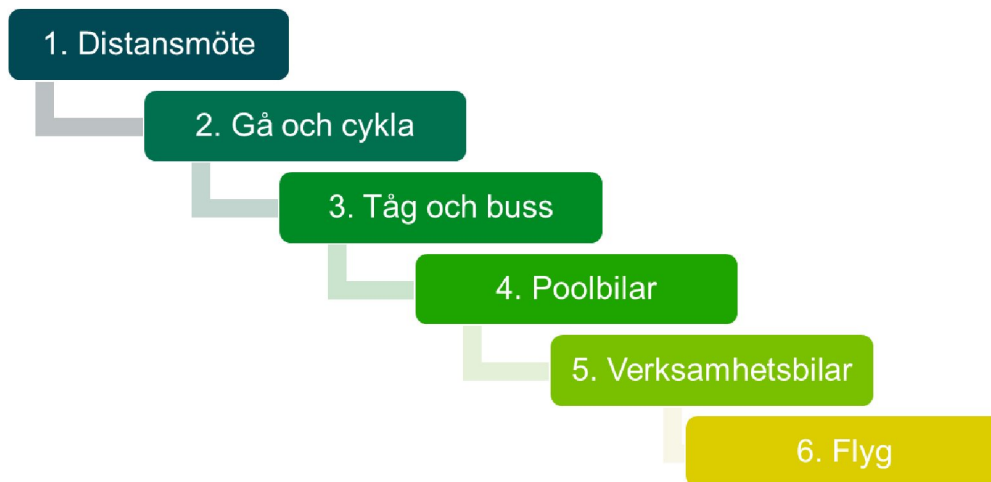 1. Distansmöte
2. Gå och cykla
3. Tåg och buss
4. Poolbilar
5. Verksamhetsbilar
6. Flyg